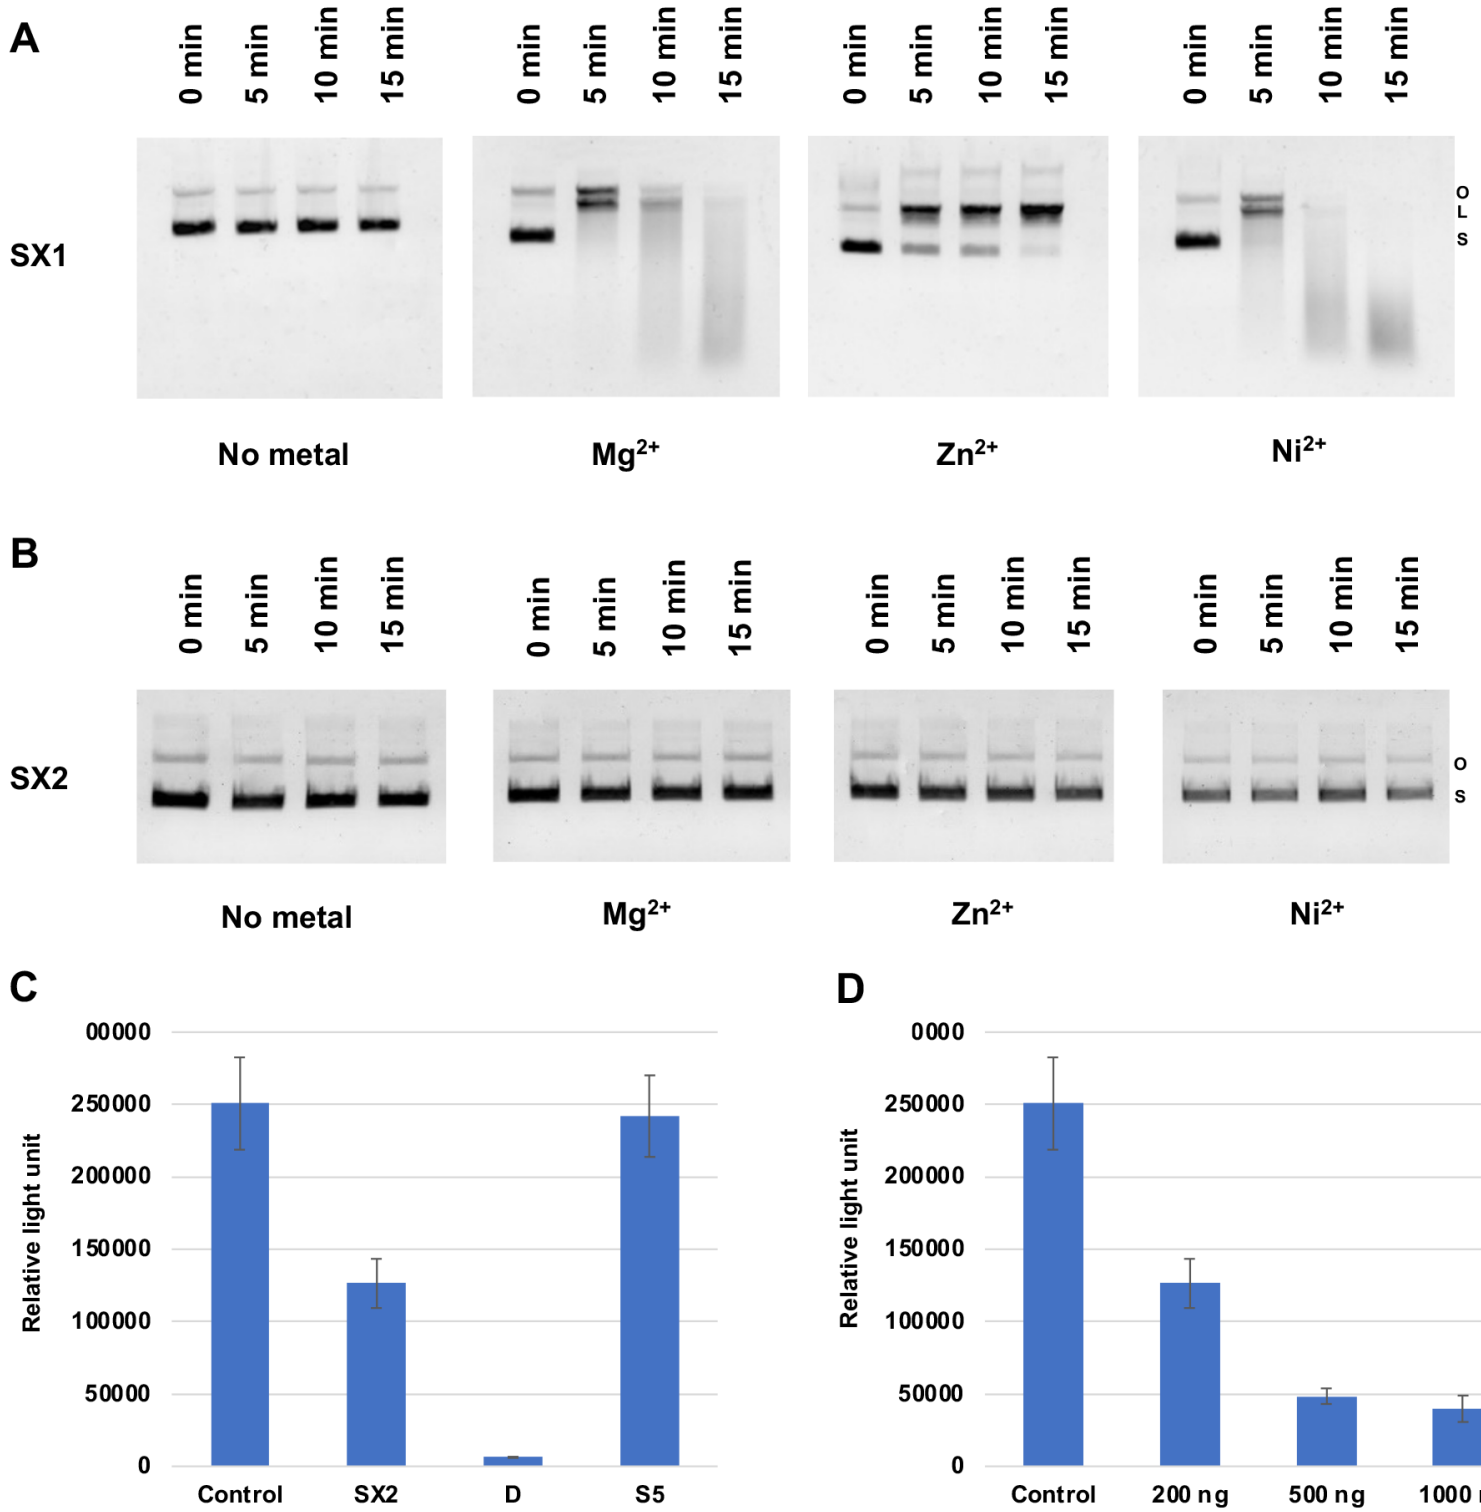 A
0 min 5 min 10 min 15 min 0 min 5 min 10 min 15 min 0 min 5 min 10 min 15 min 0 min 5 min 10 min 15 min
SX1
O
L
S
No metal Mg2+ Zn2+ Ni2+
B
0 min 5 min 10 min 15 min 0 min 5 min 10 min 15 min 0 min 5 min 10 min 15 min 0 min 5 min 10 min 15 min
SX2
O
S
No metal Mg2+ Zn2+ Ni2+
C
Relative light unit
00000
250000
200000
150000
100000
50000
0
Control SX2 D S5
D
Relative light unit
0000
250000
200000
150000
100000
50000
0
Control 200 ng 500 ng 1000